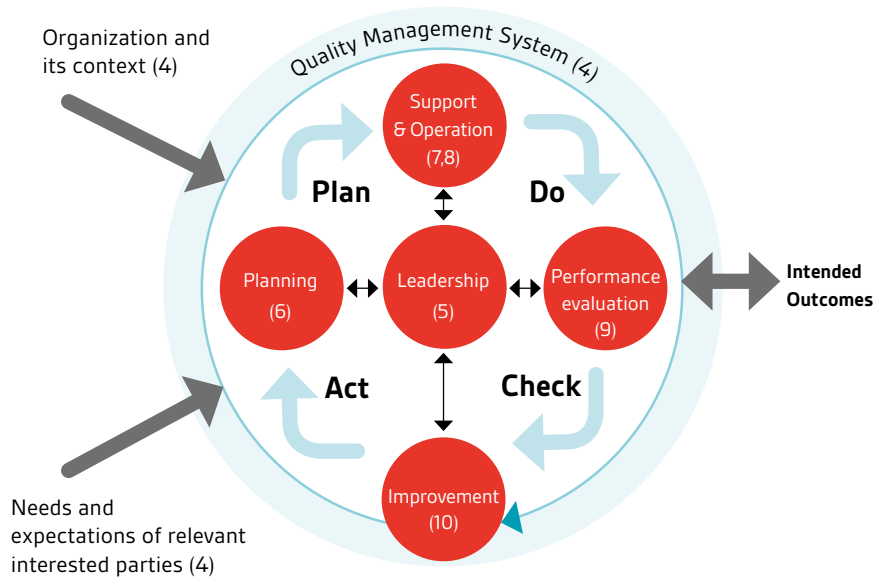 Quality Management System (4)
Organization and
its context (4)
Support
& Operation
(7,8)
Plan
Do
Planning
(6)
Leadership
(5)
Performance
evaluation
(9)
Intended
Outcomes
Act
Check
Improvement
(10)
Needs and
expectations of relevant
interested parties (4)